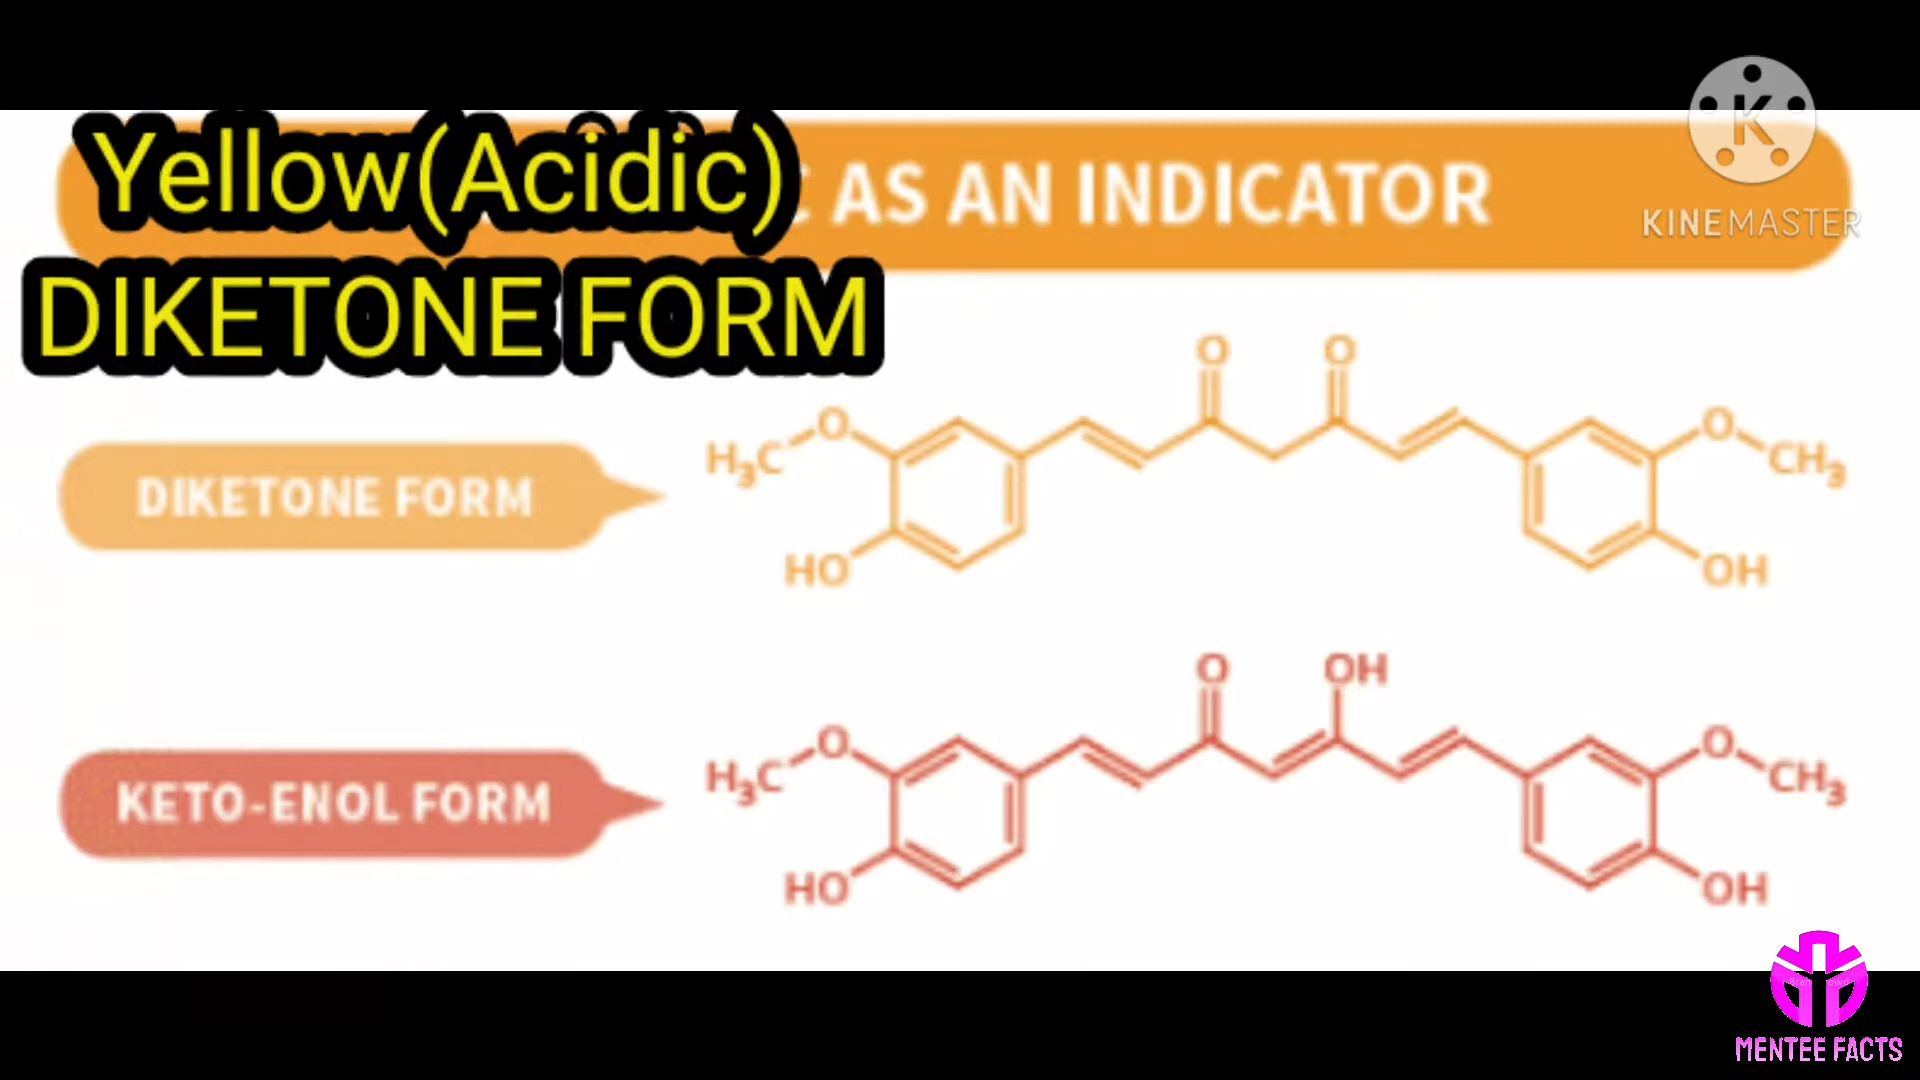 Yellow(Acidic)
AS AN INDICATOR
DIKETONE FORM
K
KINEMASTER
O O
H₃C O O CH₃
DIKETONE FORM
HO OH
O OH
H₃C O O CH₃
KETO-ENOL FORM
HO OH
MENTEE FACTS